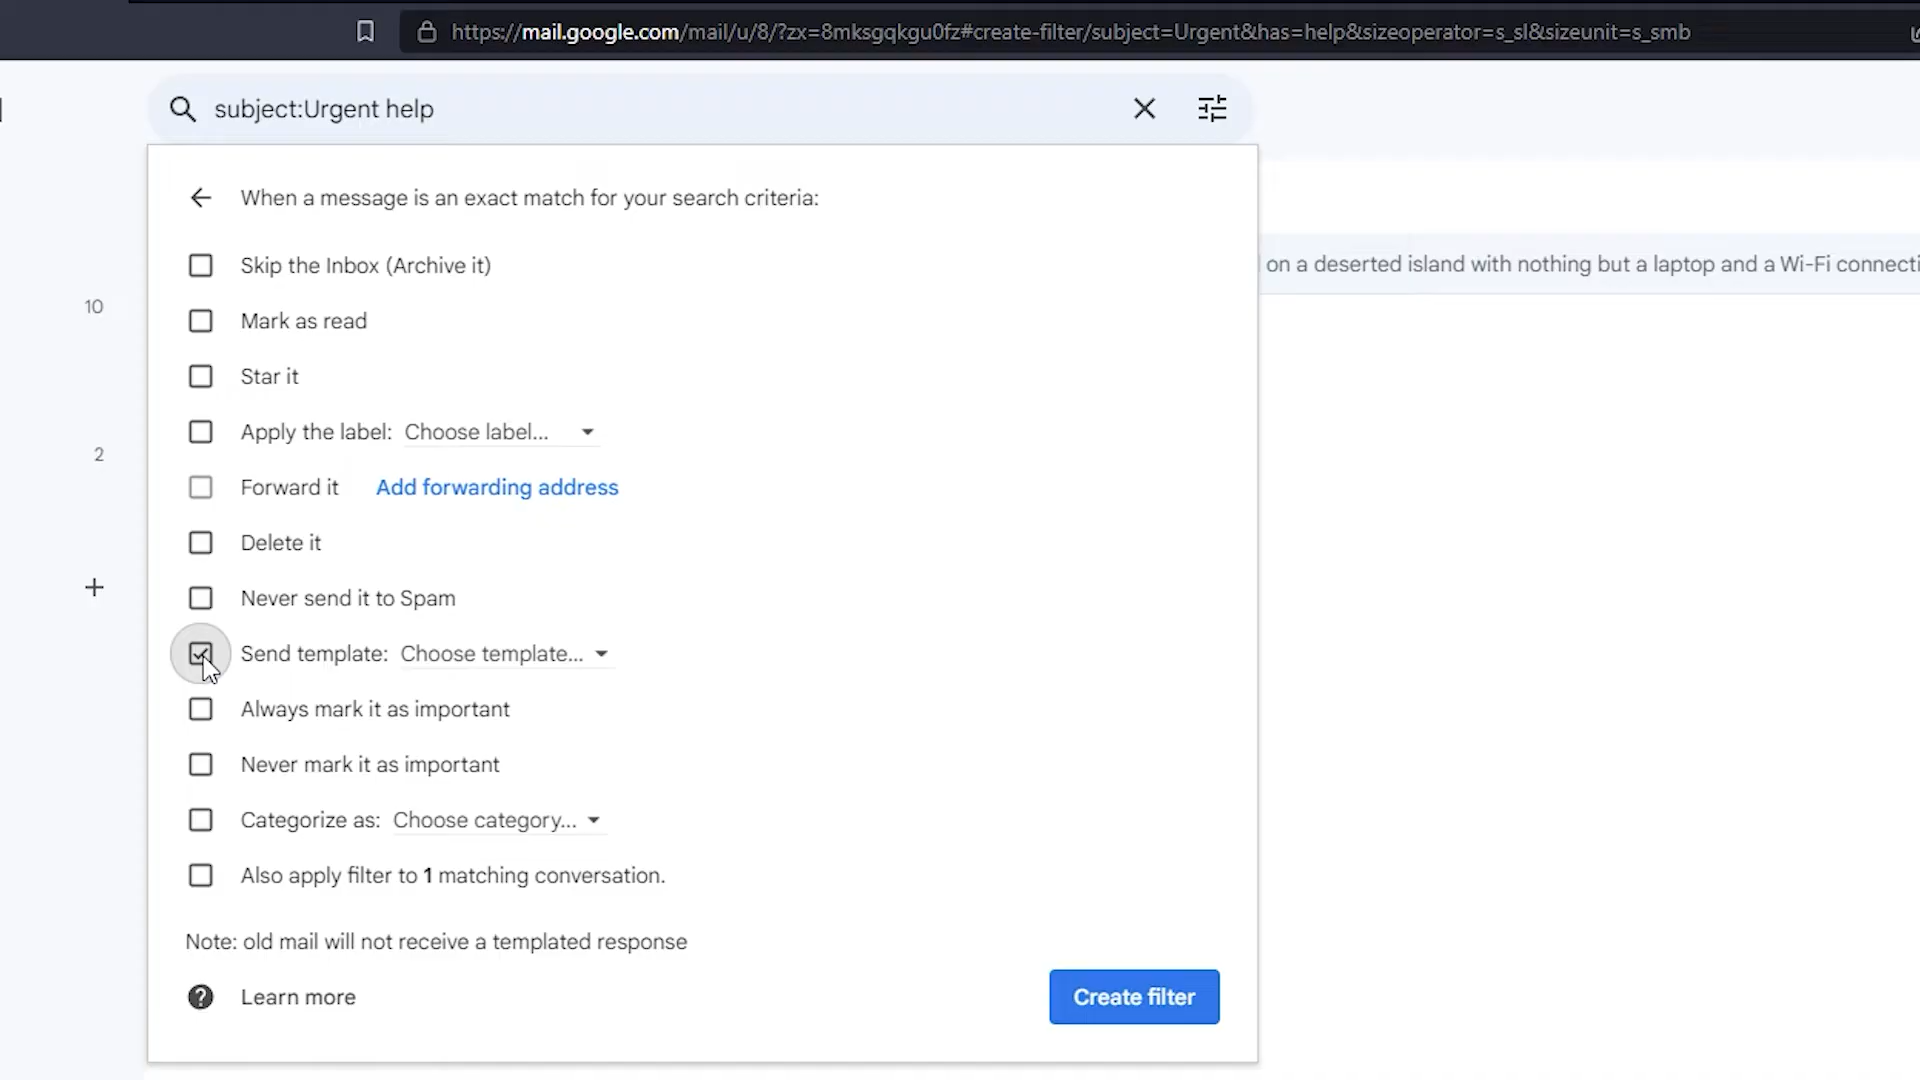 https://mail.google.com/mail/u/8/?zx=8mksgqkgu0fz#create-filter/subject=Urgent&has=help&sizeoperator=s_sl&sizeunit=s_smb
subject:Urgent help
When a message is an exact match for your search criteria:
Skip the Inbox (Archive it)
on a deserted island with nothing but a laptop and a Wi-Fi connecti
10
Mark as read
Star it
Apply the label: Choose label...
2
Forward it Add forwarding address
Delete it
Never send it to Spam
Send template: Choose template...
Always mark it as important
Never mark it as important
Categorize as: Choose category...
Also apply filter to 1 matching conversation.
Note: old mail will not receive a templated response
Learn more
Create filter